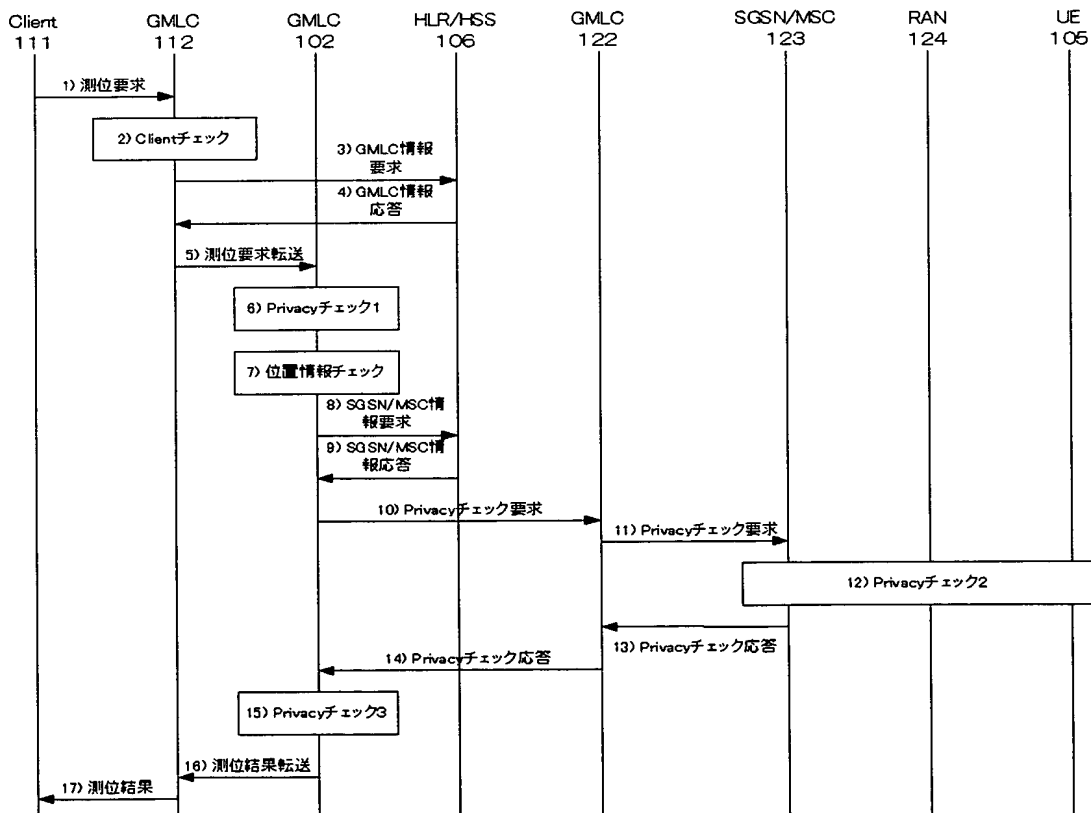 Client GMLC GMLC HLR/HSS GMLC SGSN/MSC RAN UE
111 112 102 106 122 123 124 105
1) 測位要求
2) Clientチェック
3) GMLC情報
要求
4) GMLC情報
応答
5) 測位要求転送
6) Privacyチェック1
7) 位置情報チェック
8) SGSN/MSC情
報要求
9) SGSN/MSC情
報応答
10) Privacyチェック要求
11) Privacyチェック要求
12) Privacyチェック2
13) Privacyチェック応答
14) Privacyチェック応答
15) Privacyチェック3
16) 測位結果転送
17) 測位結果